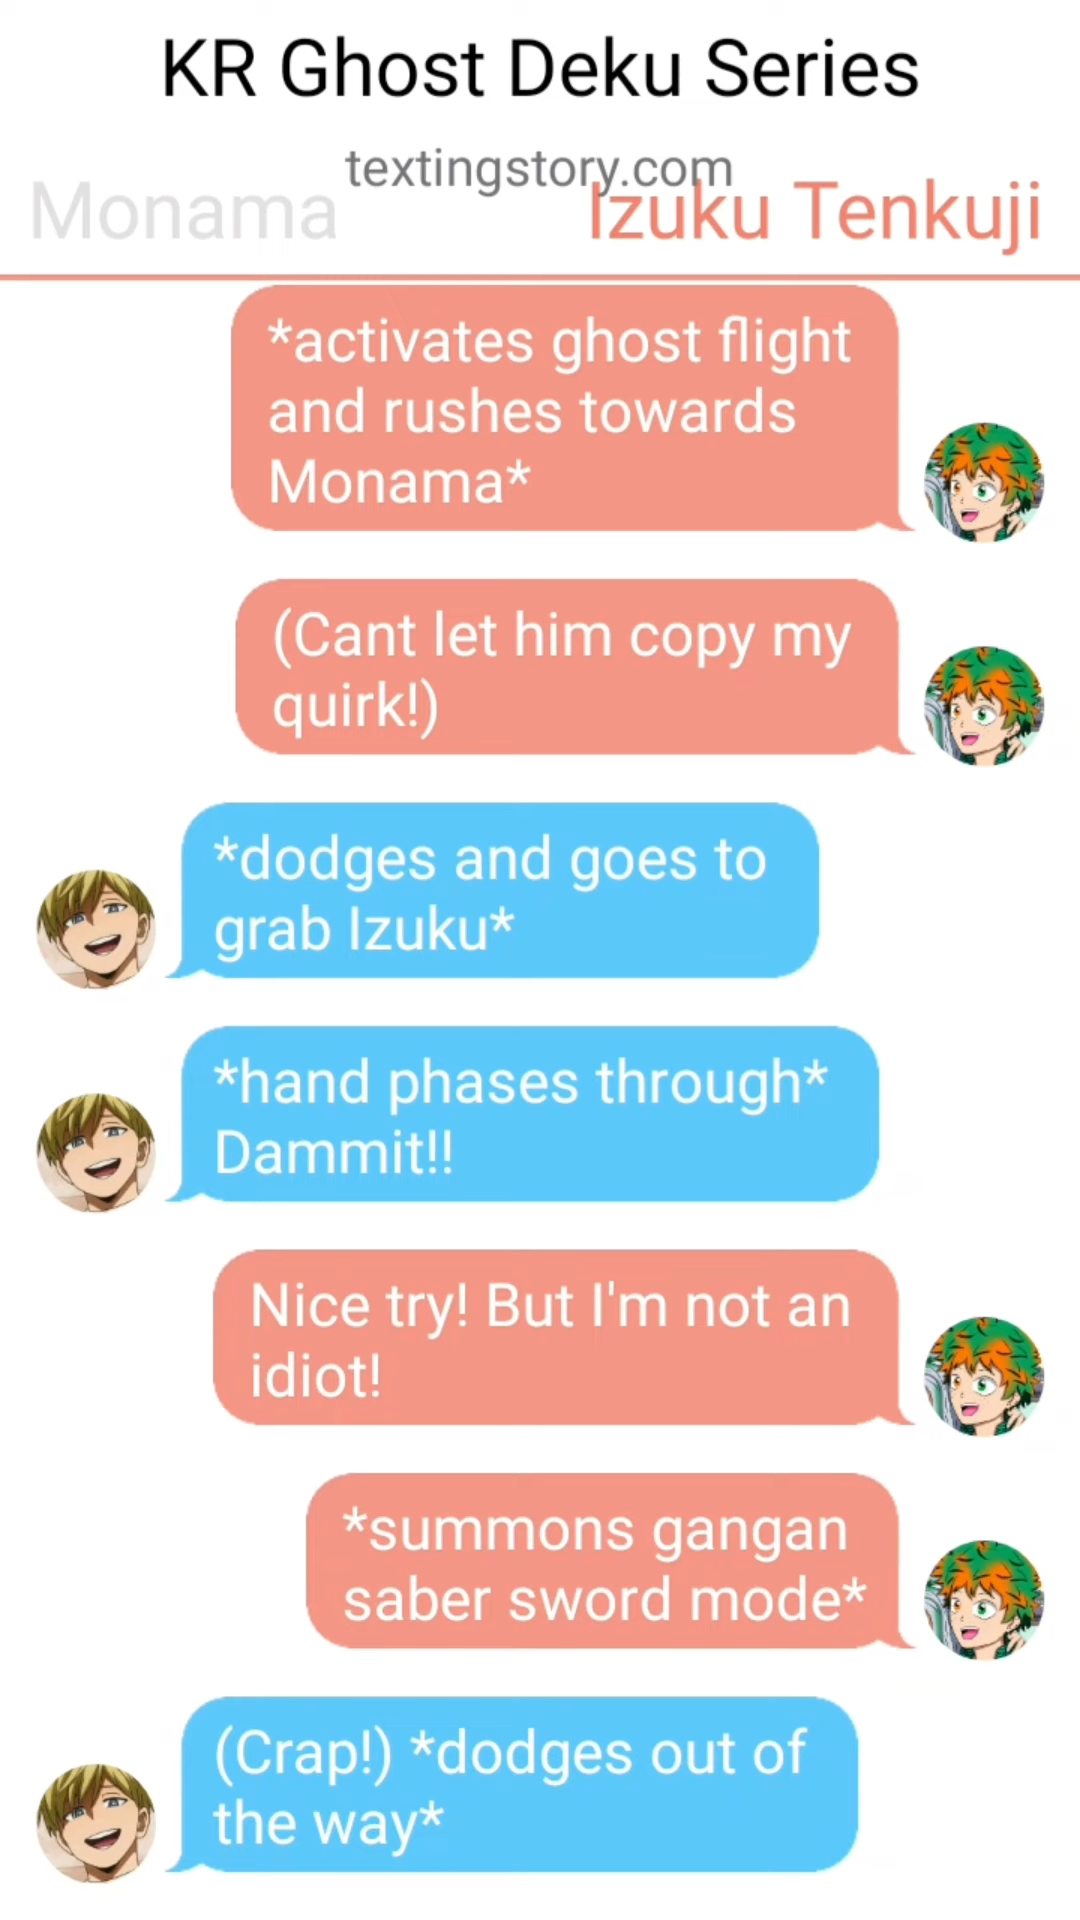 KR Ghost Deku Series
textingstory.com
Monama
Izuku Tenkuji
*activates ghost flight
and rushes towards
Monama*
(Cant let him copy my
quirk!)
*dodges and goes to
grab Izuku*
*hand phases through*
Dammit!!
Nice try! But I'm not an
idiot!
*summons gangan
saber sword mode*
(Crap!) *dodges out of
the way*